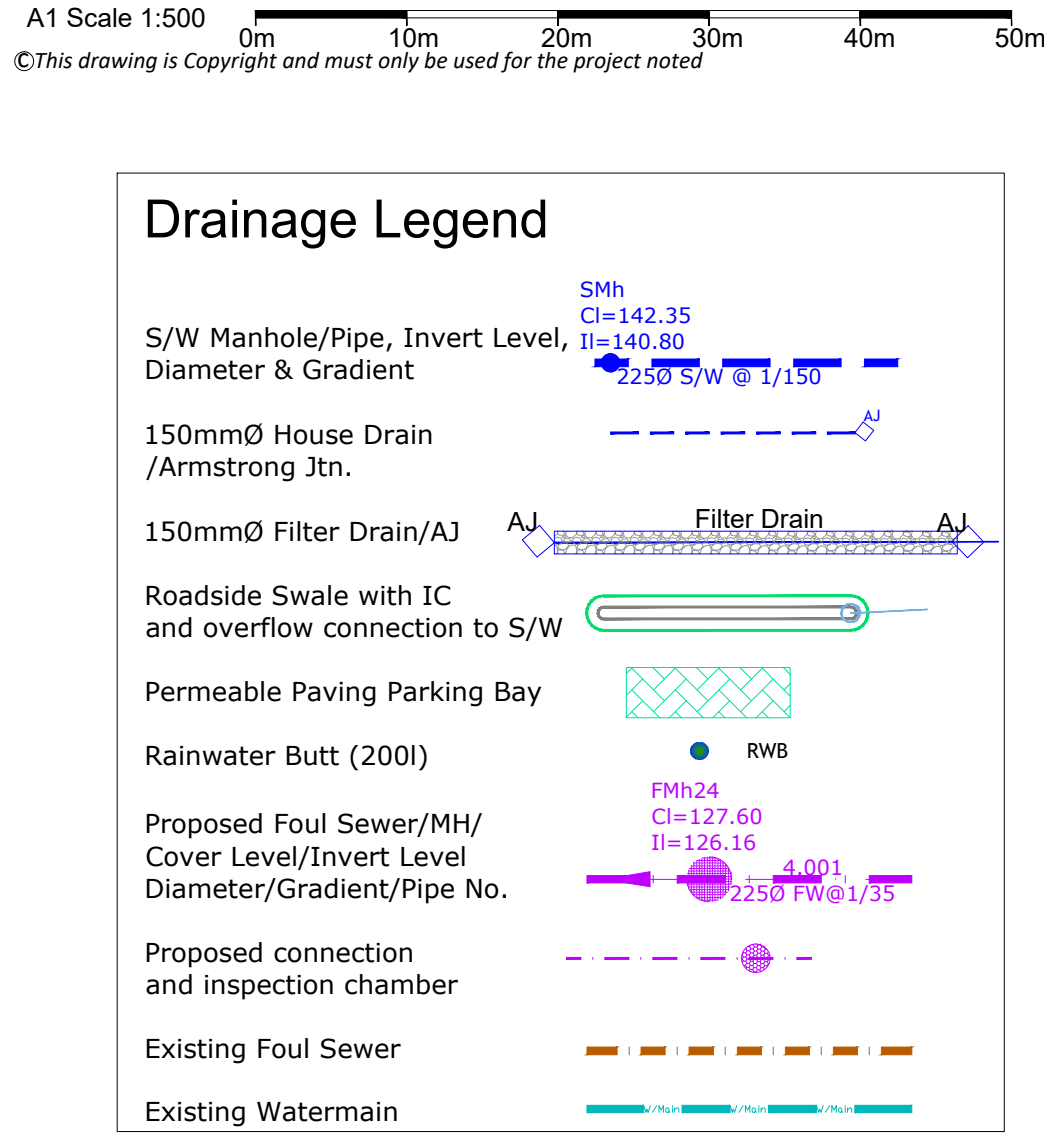 A1 Scale 1:500
0m 10m 20m 30m 40m 50m
©This drawing is Copyright and must only be used for the project noted
Drainage Legend
S/W Manhole/Pipe, Invert Level,
Diameter & Gradient
SMh
Cl=142.35
Il=140.80
225Ø S/W @ 1/150
150mmØ House Drain
/Armstrong Jtn.
AJ
150mmØ Filter Drain/AJ
AJ Filter Drain AJ
Roadside Swale with IC
and overflow connection to S/W
Permeable Paving Parking Bay
Rainwater Butt (200l)
RWB
Proposed Foul Sewer/MH/
Cover Level/Invert Level
Diameter/Gradient/Pipe No.
FMh24
Cl=127.60
Il=126.16
4.001
225Ø FW@1/35
Proposed connection
and inspection chamber
Existing Foul Sewer
Existing Watermain
W/Main W/Main W/Main